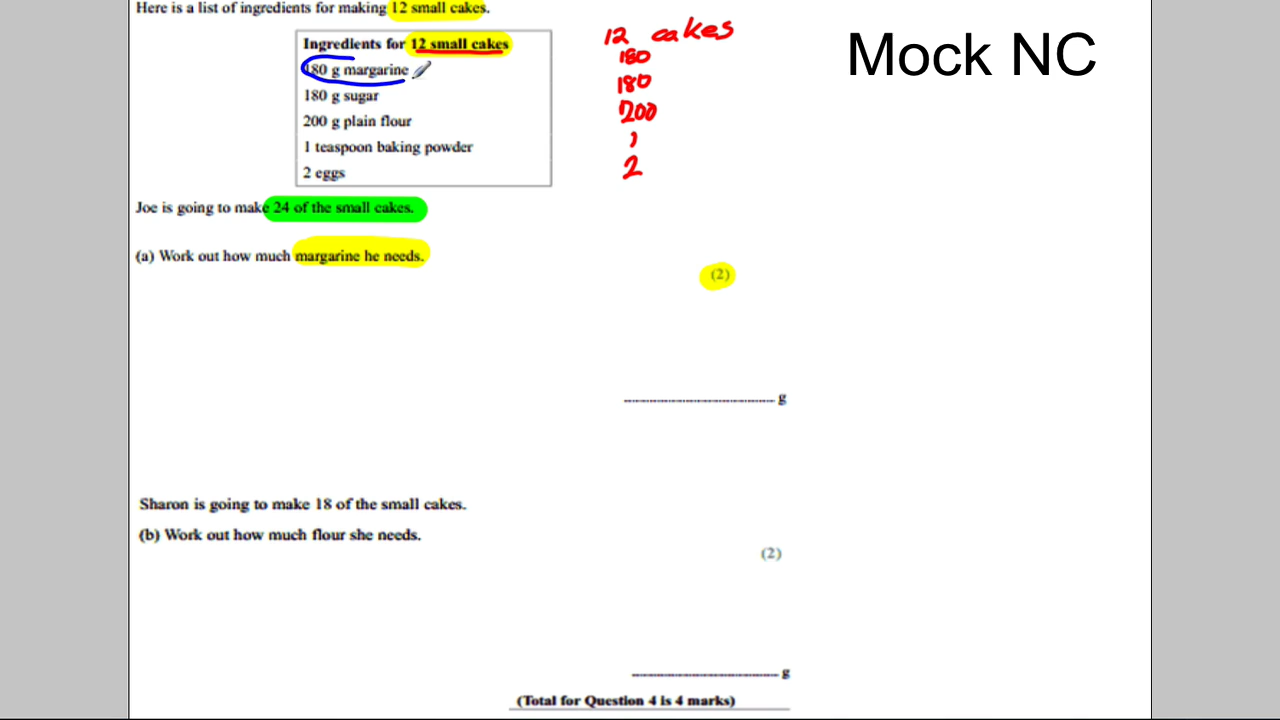 Here is a list of ingredients for making 12 small cakes.
Ingredients for 12 small cakes
180 g margarine
180 g sugar
200 g plain flour
1 teaspoon baking powder
2 eggs
12 cakes
180
180
200
1
2
Mock NC
Joe is going to make 24 of the small cakes.
(a) Work out how much margarine he needs.
(2)
g
Sharon is going to make 18 of the small cakes.
(b) Work out how much flour she needs.
(2)
g
(Total for Question 4 is 4 marks)